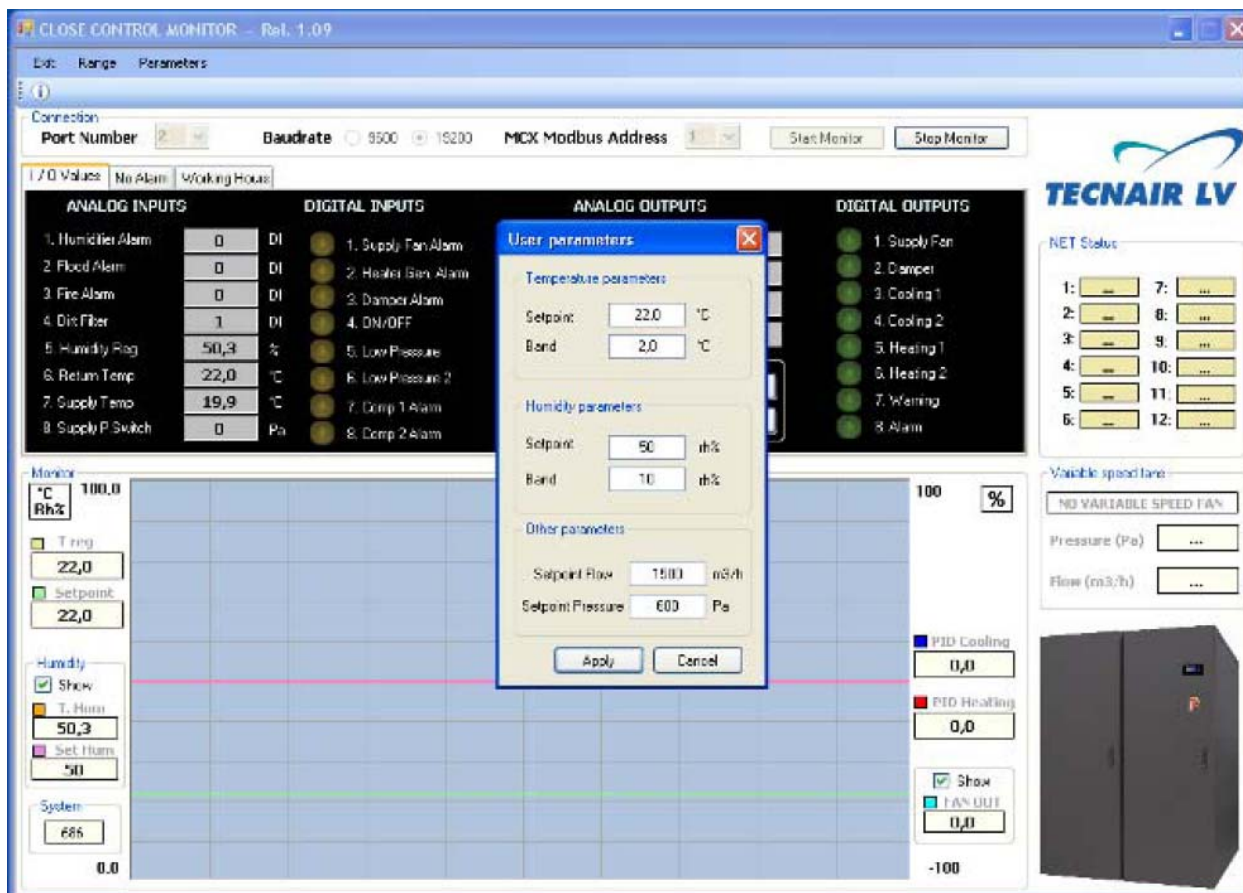 CLOSE CONTROL MONITOR - Rel. 1.09
Exit Range Parameters
Connection
Port Number 2 Baudrate 9600 19200 MCX Modbus Address 1 Start Monitor Stop Monitor
TECNAIR LV
I / O Values No Alarm Working Hours
ANALOG INPUTS
1. Humidifier Alarm 0 DI
2. Flood Alarm 0 DI
3. Fire Alarm 0 DI
4. Dirt Filter 1 DI
5. Humidity Reg 50,3 %
6. Return Temp 22,0 °C
7. Supply Temp 19,9 °C
8. Supply P.Switch 0 Pa
DIGITAL INPUTS
1. Supply Fan Alarm
2. Heater Gen. Alarm
3. Damper Alarm
4. ON/OFF
5. Low Pressure
6. Low Pressure 2
7. Comp 1 Alarm
8. Comp 2 Alarm
ANALOG OUTPUTS
DIGITAL OUTPUTS
1. Supply Fan
2. Damper
3. Cooling 1
4. Cooling 2
5. Heating 1
6. Heating 2
7. Warning
8. Alarm
User parameters
Temperature parameters
Setpoint 22,0 °C
Band 2,0 °C
Humidity parameters
Setpoint 50 rh%
Band 10 rh%
Other parameters
Setpoint Flow 1500 m3/h
Setpoint Pressure 600 Pa
Apply Cancel
NET Status
1: ... 7: ...
2: ... 8: ...
3: ... 9: ...
4: ... 10: ...
5: ... 11: ...
6: ... 12: ...
Monitor
°C
Rh%
100.0
T reg
22,0
Setpoint
22,0
Humidity
Show
T. Hum
50,3
Set Hum
50
System
686
0.0
100 %
PID Cooling
0,0
PID Heating
0,0
Show
FAN OUT
0,0
-100
Variable speed fans
NO VARIABLE SPEED FAN
Pressure (Pa) ...
Flow (m3/h) ...